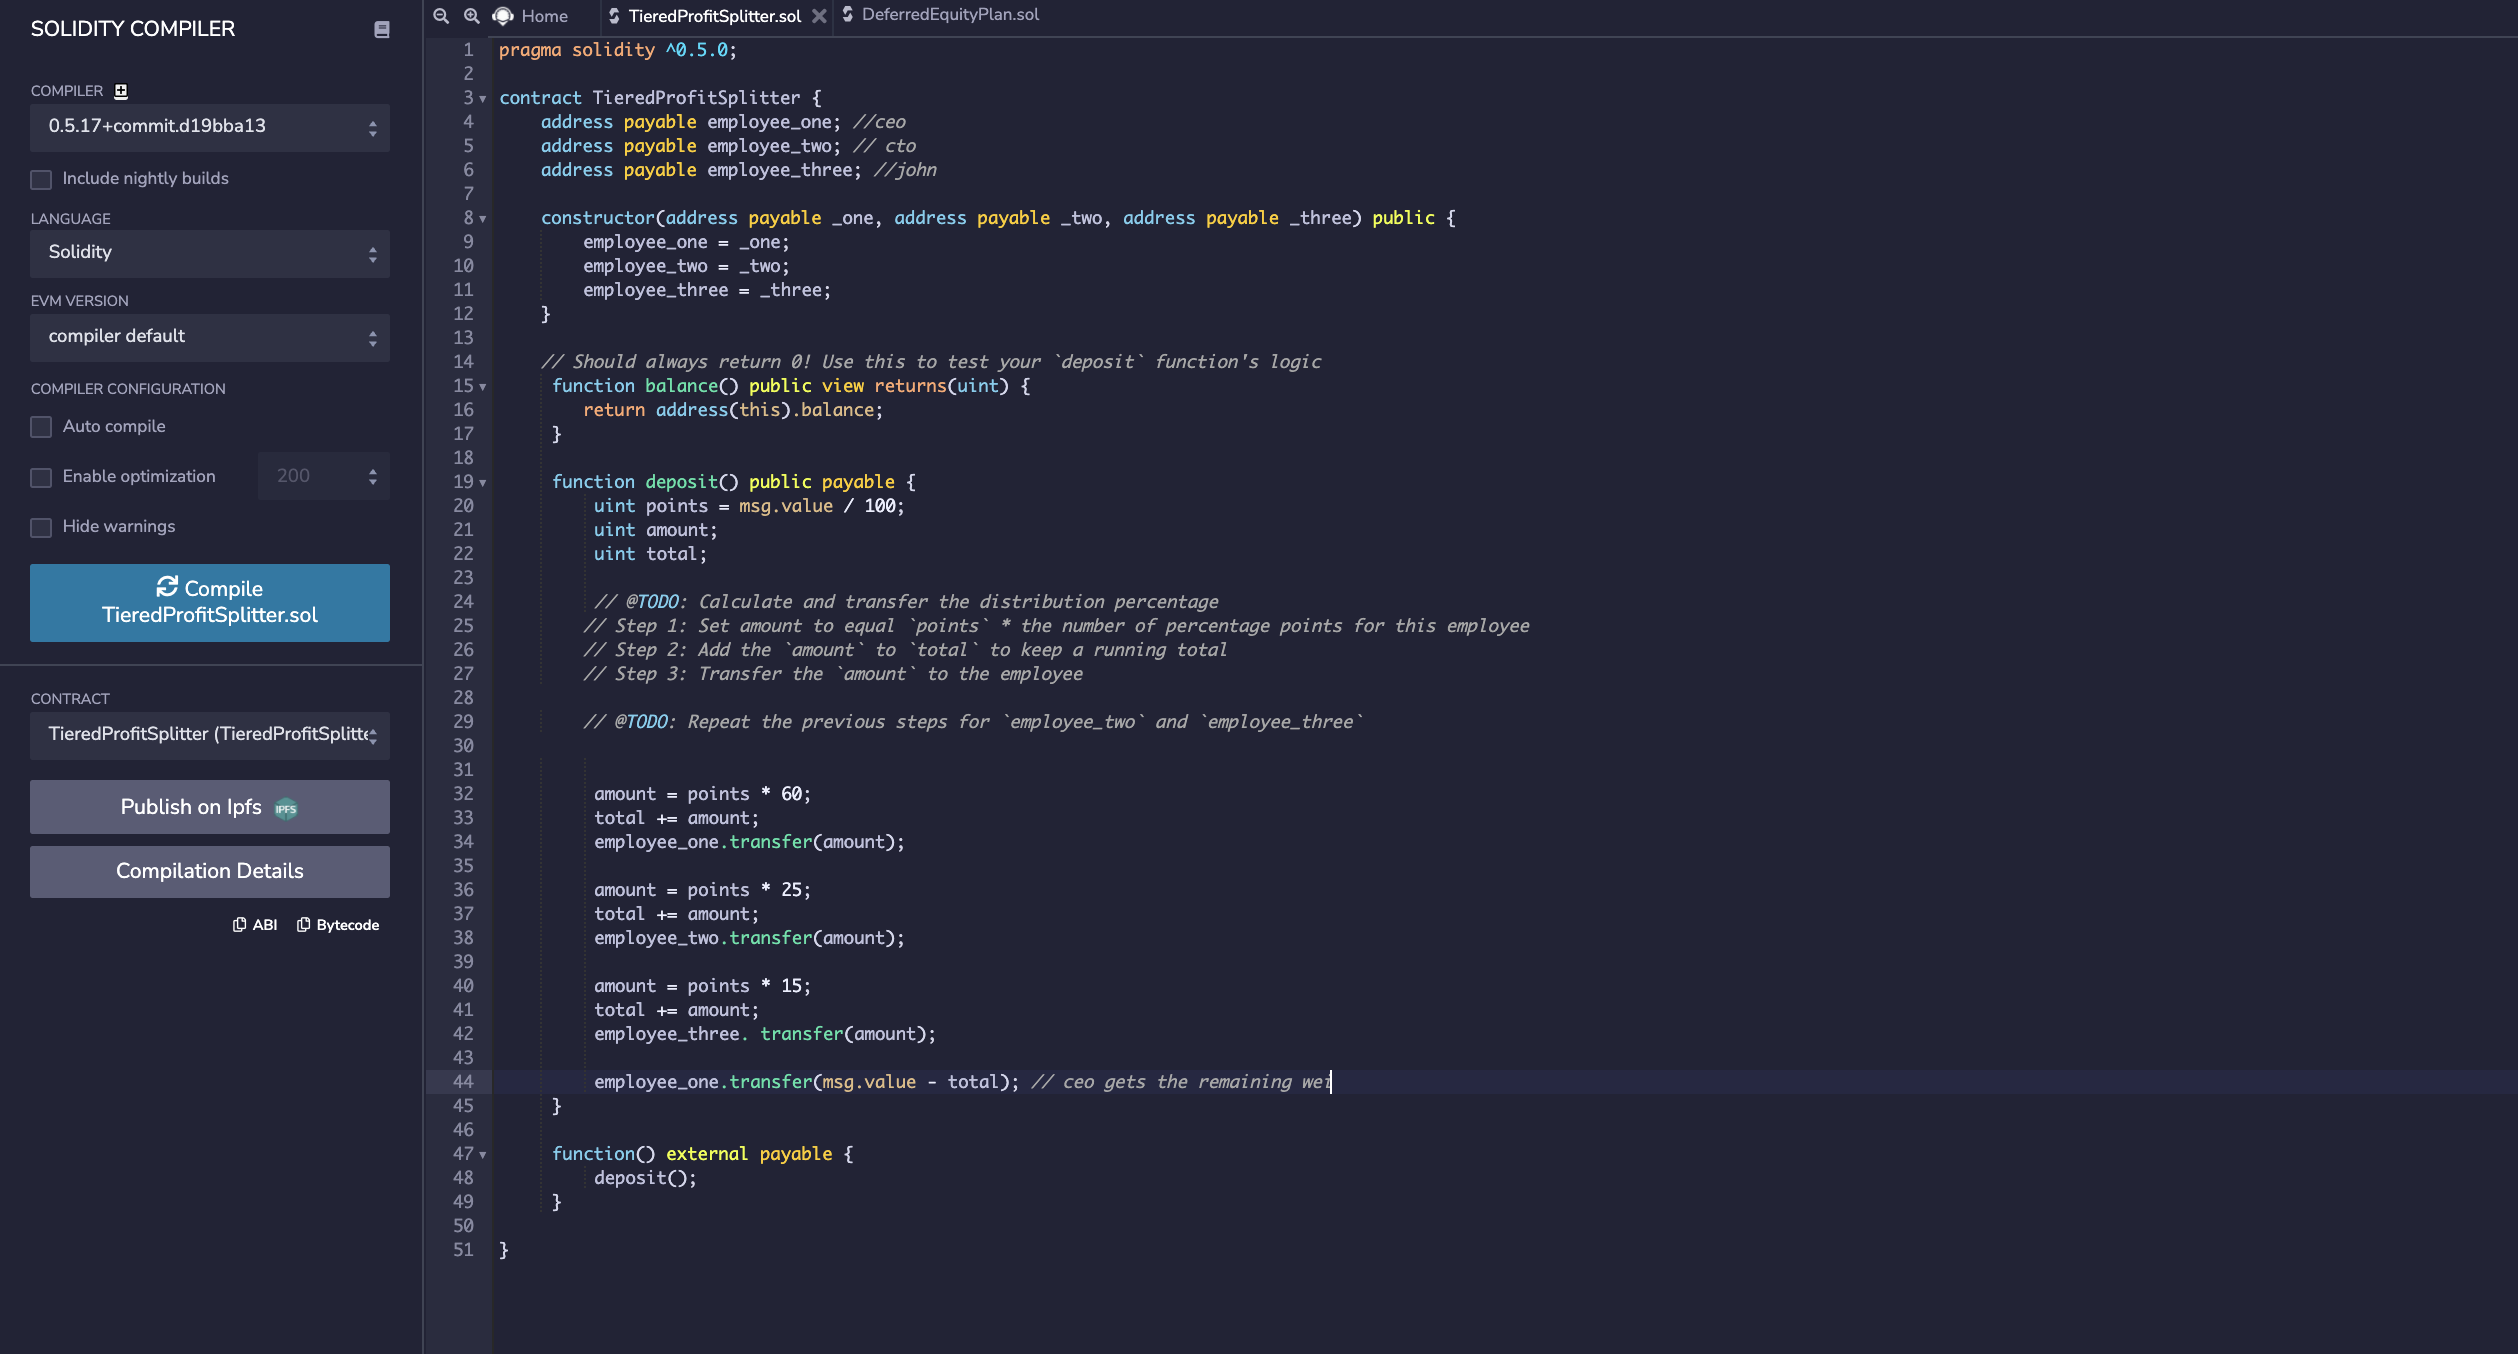 SOLIDITY COMPILER
COMPILER
0.5.17+commit.d19bba13
Include nightly builds
LANGUAGE
Solidity
EVM VERSION
compiler default
COMPILER CONFIGURATION
Auto compile
Enable optimization 200
Hide warnings
Compile
TieredProfitSplitter.sol
CONTRACT
TieredProfitSplitter (TieredProfitSplitte
Publish on Ipfs IPFS
Compilation Details
ABI Bytecode
Home TieredProfitSplitter.sol DeferredEquityPlan.sol
1 pragma solidity ^0.5.0;
2
3 contract TieredProfitSplitter {
4 address payable employee_one; //ceo
5 address payable employee_two; // cto
6 address payable employee_three; //john
7
8 constructor(address payable _one, address payable _two, address payable _three) public {
9 employee_one = _one;
10 employee_two = _two;
11 employee_three = _three;
12 }
13
14 // Should always return 0! Use this to test your `deposit` function's logic
15 function balance() public view returns(uint) {
16 return address(this).balance;
17 }
18
19 function deposit() public payable {
20 uint points = msg.value / 100;
21 uint amount;
22 uint total;
23
24 // @TODO: Calculate and transfer the distribution percentage
25 // Step 1: Set amount to equal `points` * the number of percentage points for this employee
26 // Step 2: Add the `amount` to `total` to keep a running total
27 // Step 3: Transfer the `amount` to the employee
28
29 // @TODO: Repeat the previous steps for `employee_two` and `employee_three`
30
31
32 amount = points * 60;
33 total += amount;
34 employee_one.transfer(amount);
35
36 amount = points * 25;
37 total += amount;
38 employee_two.transfer(amount);
39
40 amount = points * 15;
41 total += amount;
42 employee_three. transfer(amount);
43
44 employee_one.transfer(msg.value - total); // ceo gets the remaining wei
45 }
46
47 function() external payable {
48 deposit();
49 }
50
51 }